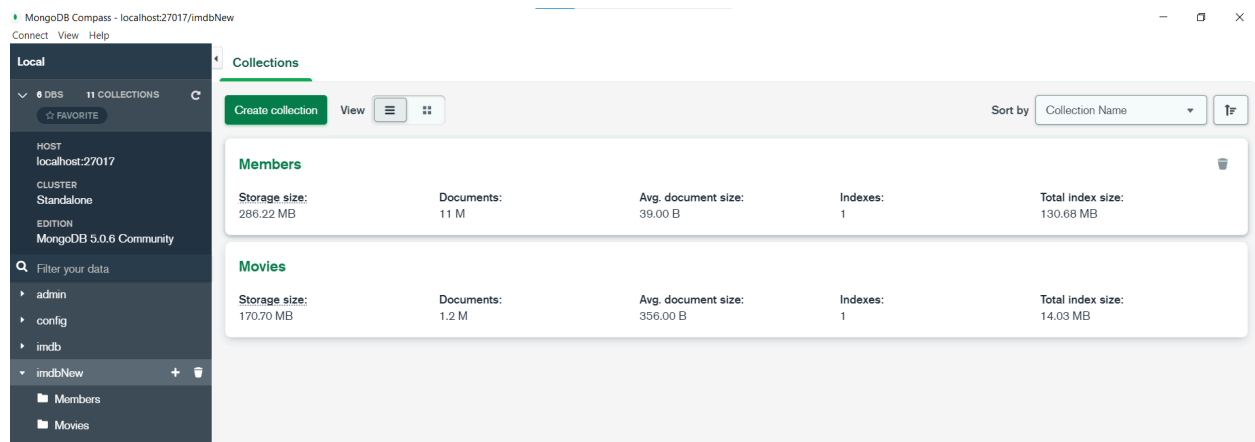 MongoDB Compass - localhost:27017/imdbNew
Connect View Help
Local
6 DBS 11 COLLECTIONS
☆ FAVORITE
HOST
localhost:27017
CLUSTER
Standalone
EDITION
MongoDB 5.0.6 Community
Filter your data
admin
config
imdb
imdbNew
Members
Movies
Collections
Create collection View Sort by Collection Name
Members
Storage size: Documents: Avg. document size: Indexes: Total index size:
286.22 MB 11 M 39.00 B 1 130.68 MB
Movies
Storage size: Documents: Avg. document size: Indexes: Total index size:
170.70 MB 1.2 M 356.00 B 1 14.03 MB